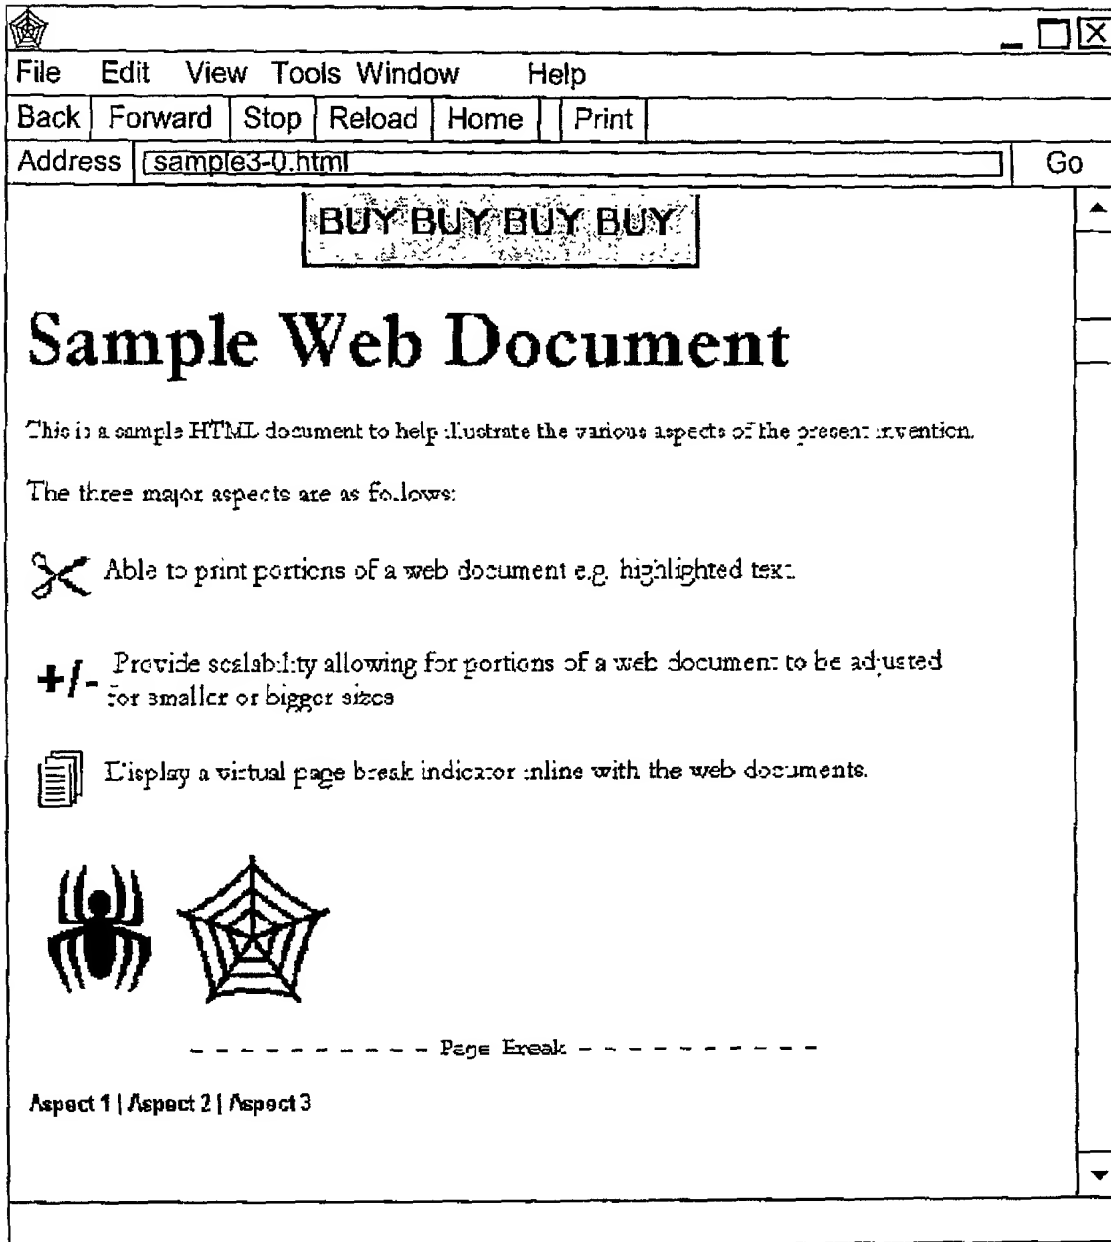 File Edit View Tools Window Help
Back Forward Stop Reload Home Print
Address sample3-0.html Go
BUY BUY BUY BUY
Sample Web Document
This is a sample HTML document to help illustrate the various aspects of the present invention.
The three major aspects are as follows:
Able to print portions of a web document e.g. highlighted text.
+/- Provide scalability allowing for portions of a web document to be adjusted
for smaller or bigger sizes
Display a virtual page break indicator inline with the web documents.
- - - - - - - - - - - Page Break - - - - - - - - - - -
Aspect 1 | Aspect 2 | Aspect 3